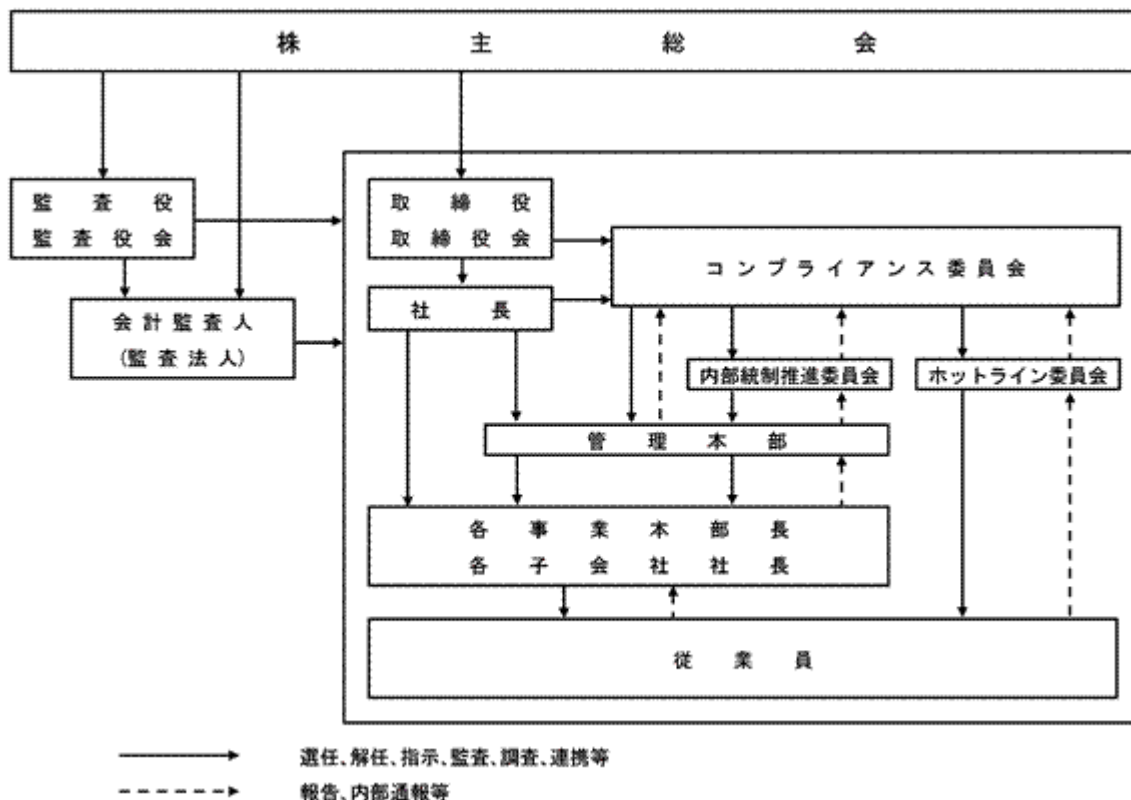 株主総会
監査役
監査役会
取締役
取締役会
コンプライアンス委員会
社長
会計監査人
(監査法人)
内部統制推進委員会
ホットライン委員会
管理本部
各事業本部長
各子会社社長
従業員
選任、解任、指示、監査、調査、連携等
報告、内部通報等